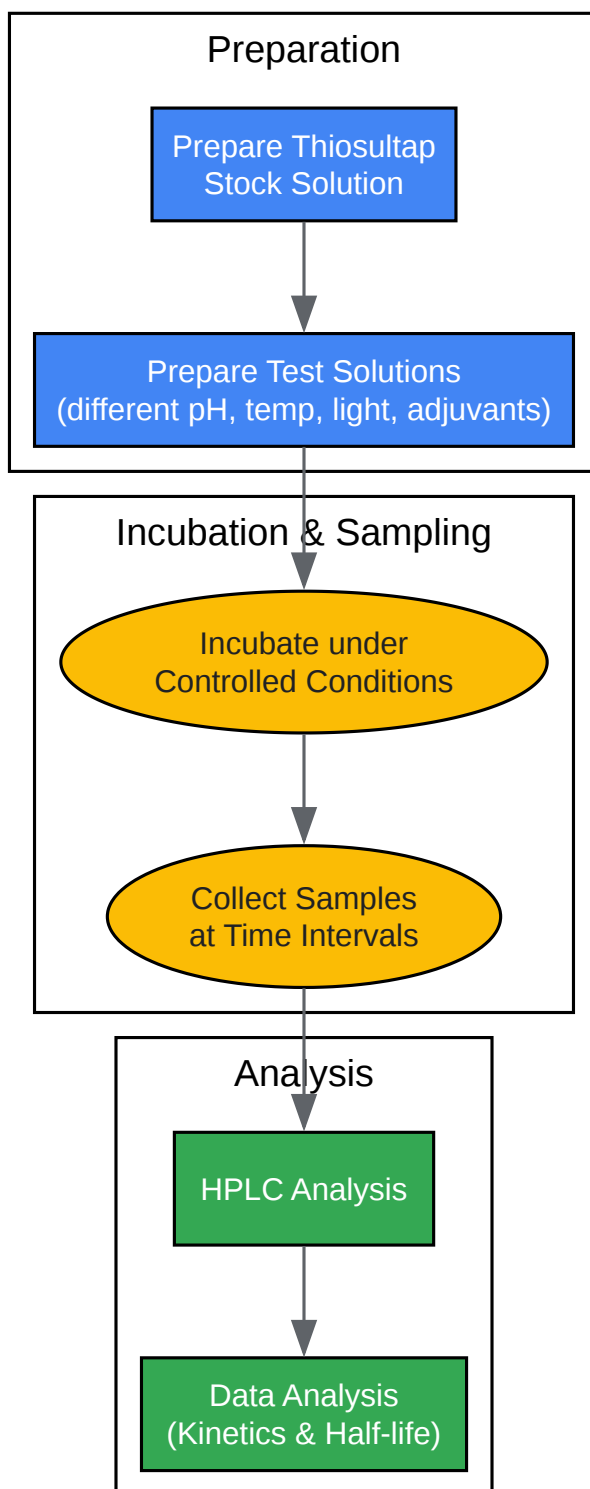 Preparation
Prepare Thiosultap
Stock Solution
Prepare Test Solutions
(different pH, temp, light, adjuvants)
Incubation & Sampling
Incubate under
Controlled Conditions
Collect Samples
at Time Intervals
Analysis
HPLC Analysis
Data Analysis
(Kinetics & Half-life)